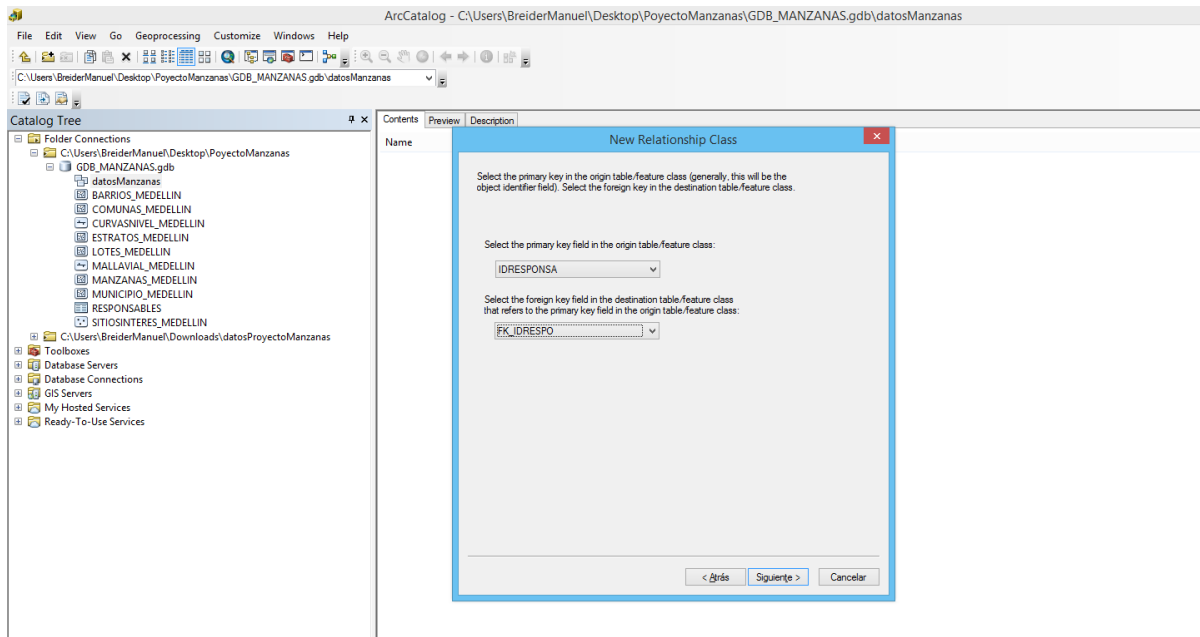 ArcCatalog - C:\Users\BreiderManuel\Desktop\PoyectoManzanas\GDB_MANZANAS.gdb\datosManzanas
File Edit View Go Geoprocessing Customize Windows Help
C:\Users\BreiderManuel\Desktop\PoyectoManzanas\GDB_MANZANAS.gdb\datosManzanas
Catalog Tree
Folder Connections
C:\Users\BreiderManuel\Desktop\PoyectoManzanas
GDB_MANZANAS.gdb
datosManzanas
BARRIOS_MEDELLIN
COMUNAS_MEDELLIN
CURVASNIVEL_MEDELLIN
ESTRATOS_MEDELLIN
LOTES_MEDELLIN
MALLAVIAL_MEDELLIN
MANZANAS_MEDELLIN
MUNICIPIO_MEDELLIN
RESPONSABLES
SITIOSINTERES_MEDELLIN
C:\Users\BreiderManuel\Downloads\datosProyectoManzanas
Toolboxes
Database Servers
Database Connections
GIS Servers
My Hosted Services
Ready-To-Use Services
Contents Preview Description
Name
New Relationship Class
Select the primary key in the origin table/feature class (generally, this will be the
object identifier field). Select the foreign key in the destination table/feature class.
Select the primary key field in the origin table/feature class:
IDRESPONSA
Select the foreign key field in the destination table/feature class
that refers to the primary key field in the origin table/feature class:
FK_IDRESPO
< Atrás Siguiente > Cancelar